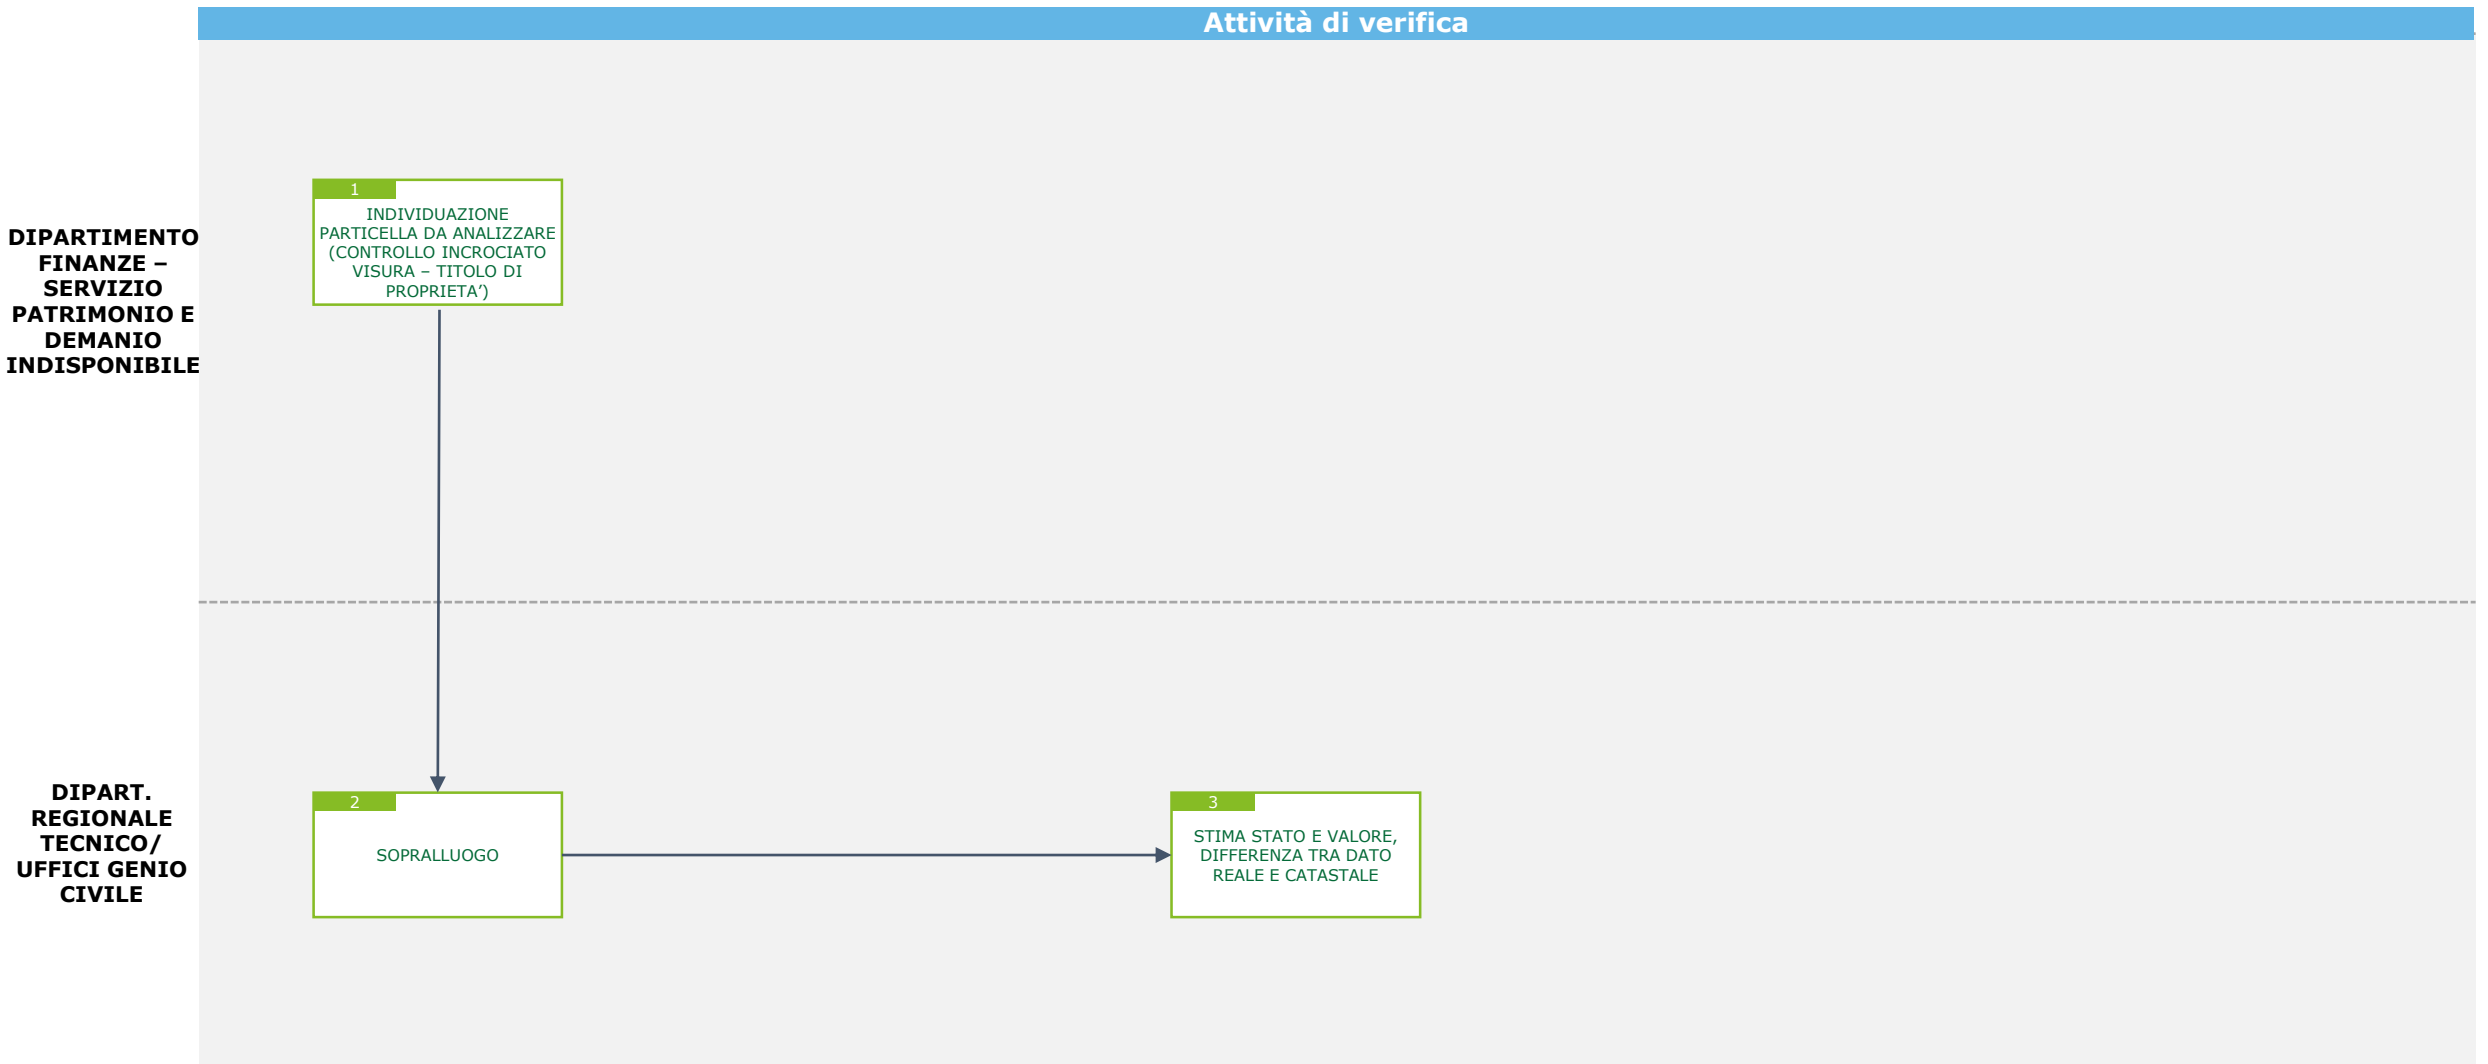 Attività di verifica
DIPARTIMENTO
FINANZE –
SERVIZIO
PATRIMONIO E
DEMANIO
INDISPONIBILE
1
INDIVIDUAZIONE
PARTICELLA DA ANALIZZARE
(CONTROLLO INCROCIATO
VISURA – TITOLO DI
PROPRIETA’)
DIPART.
REGIONALE
TECNICO/
UFFICI GENIO
CIVILE
2
SOPRALLUOGO
3
STIMA STATO E VALORE,
DIFFERENZA TRA DATO
REALE E CATASTALE